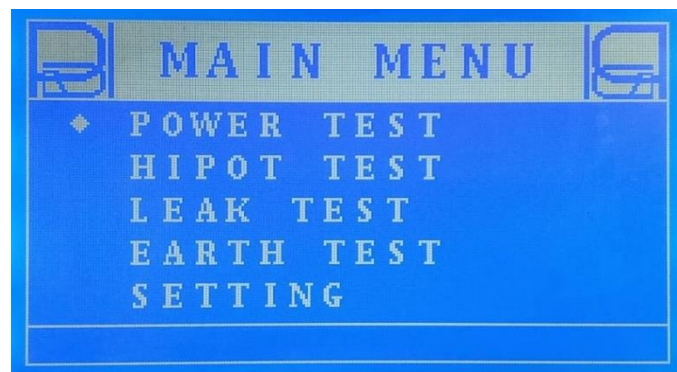 MAIN MENU
POWER TEST
HIPOT TEST
LEAK TEST
EARTH TEST
SETTING